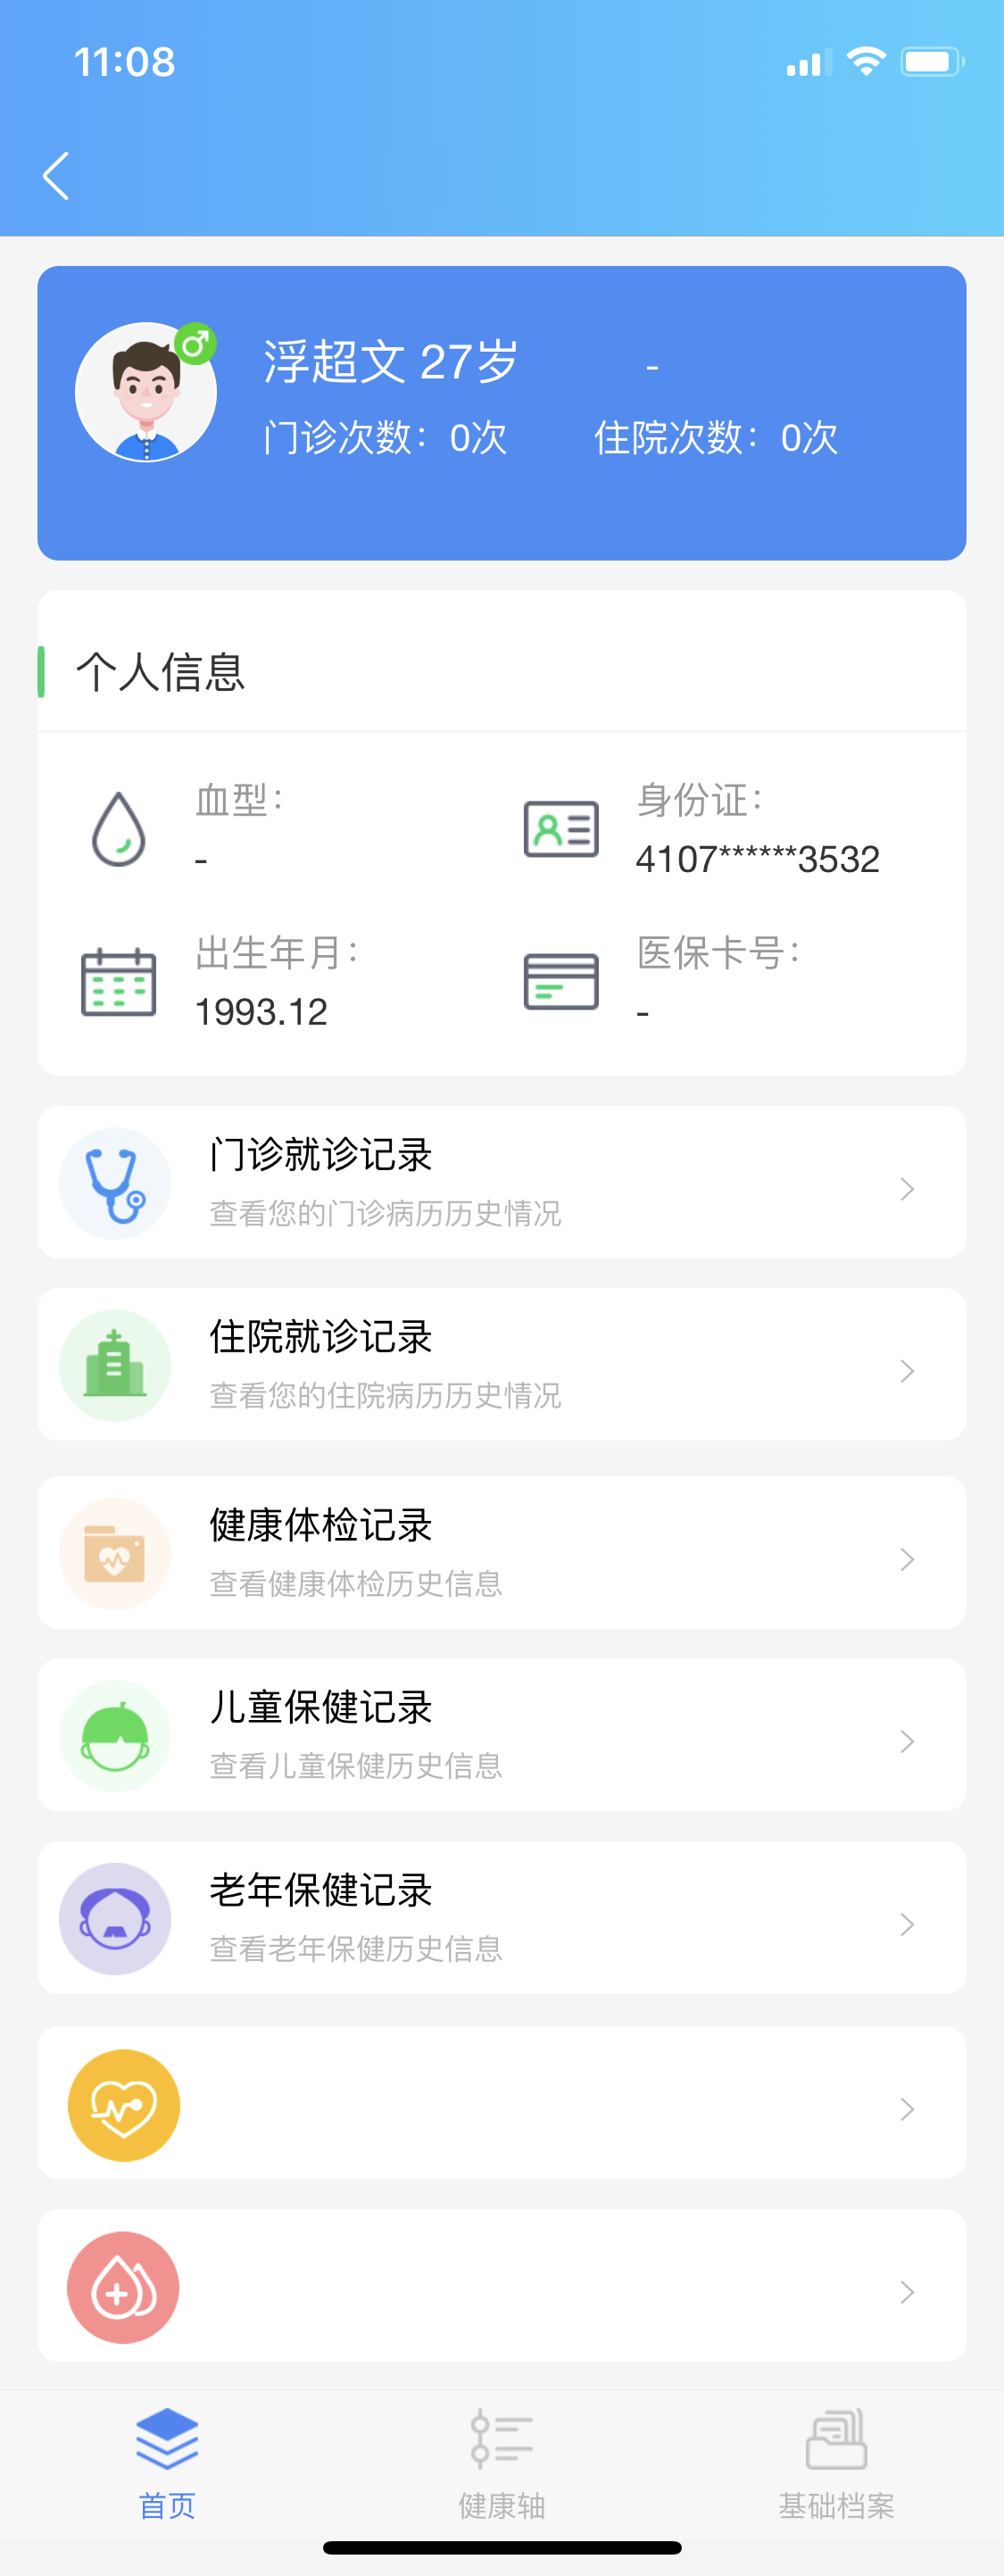 11:08
浮超文 27岁 -
门诊次数：0次 住院次数：0次
个人信息
血型： 身份证：
- 4107******3532
出生年月： 医保卡号：
1993.12 -
门诊就诊记录
查看您的门诊病历历史情况
住院就诊记录
查看您的住院病历历史情况
健康体检记录
查看健康体检历史信息
儿童保健记录
查看儿童保健历史信息
老年保健记录
查看老年保健历史信息
首页 健康轴 基础档案